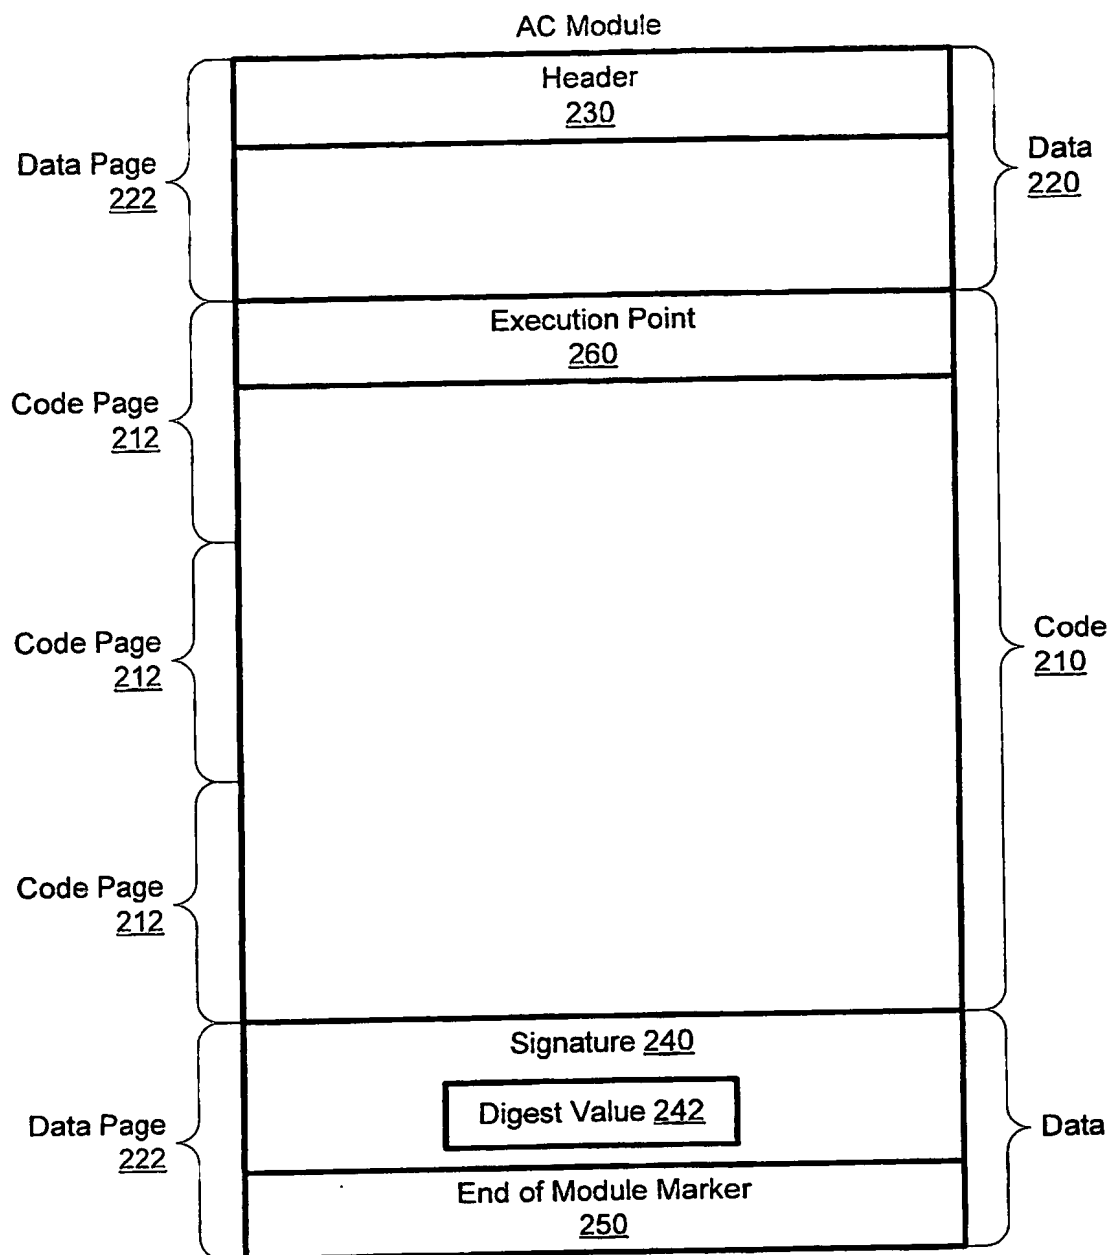 AC Module
Header
230
Data Page
222
Data
220
Execution Point
260
Code Page
212
Code Page
212
Code
210
Code Page
212
Signature 240
Digest Value 242
Data Page
222
Data
End of Module Marker
250